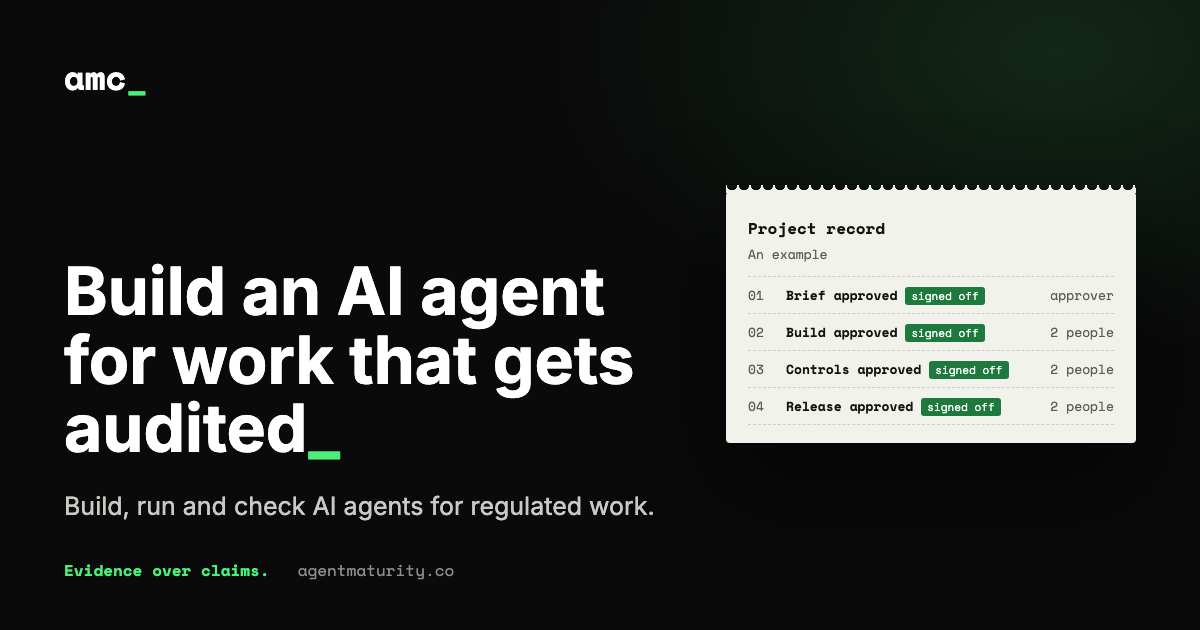 amc_
Build an AI agent
for work that gets
audited_
Build, run and check AI agents for regulated work.
Evidence over claims. agentmaturity.co
Project record
An example
01 Brief approved signed off approver
02 Build approved signed off 2 people
03 Controls approved signed off 2 people
04 Release approved signed off 2 people